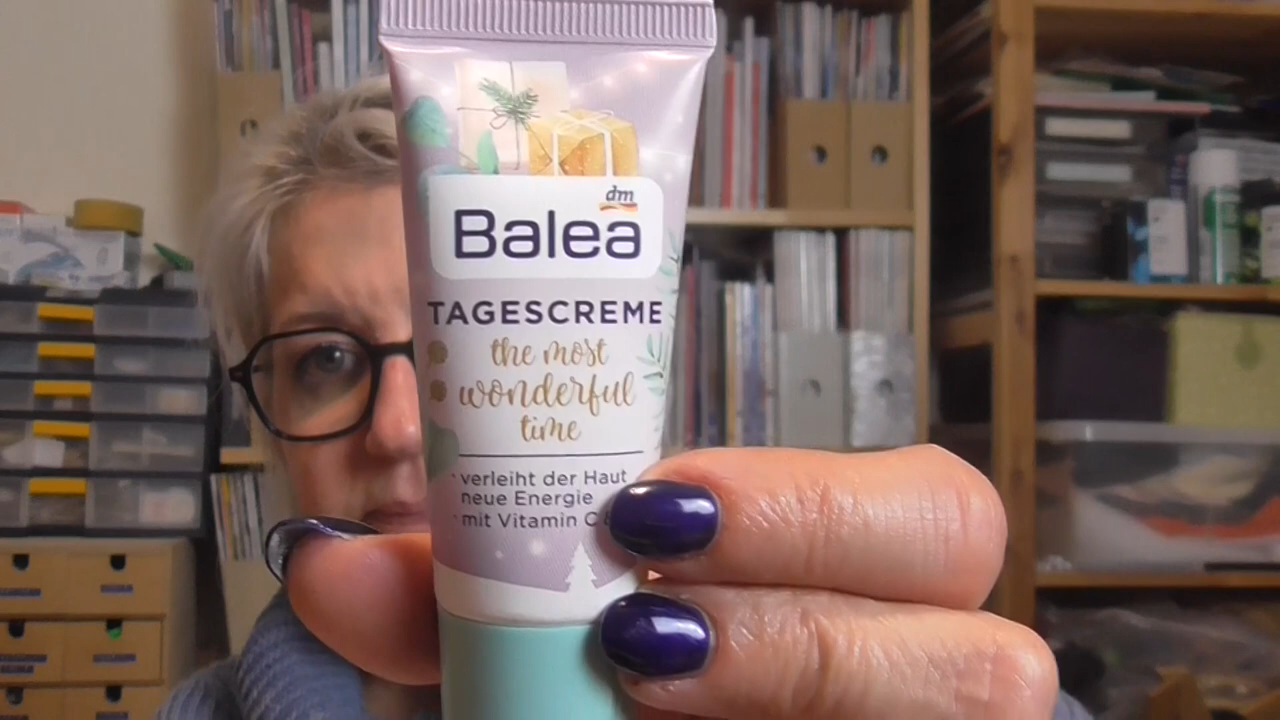 dm
Balea
TAGESCREME
the most
wonderful
time
· verleiht der Haut
neue Energie
· mit Vitamin C